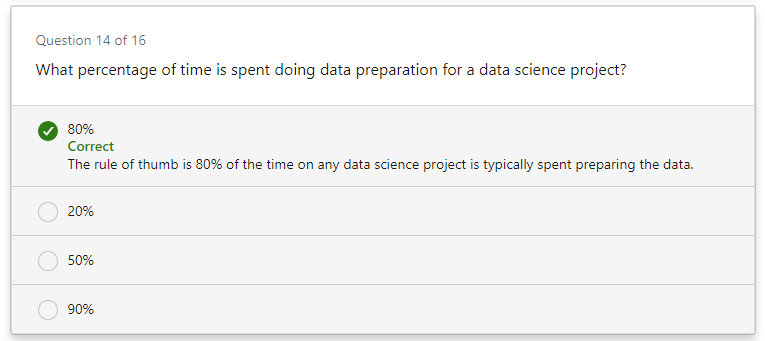 Question 14 of 16
What percentage of time is spent doing data preparation for a data science project?
80%
Correct
The rule of thumb is 80% of the time on any data science project is typically spent preparing the data.
20%
50%
90%